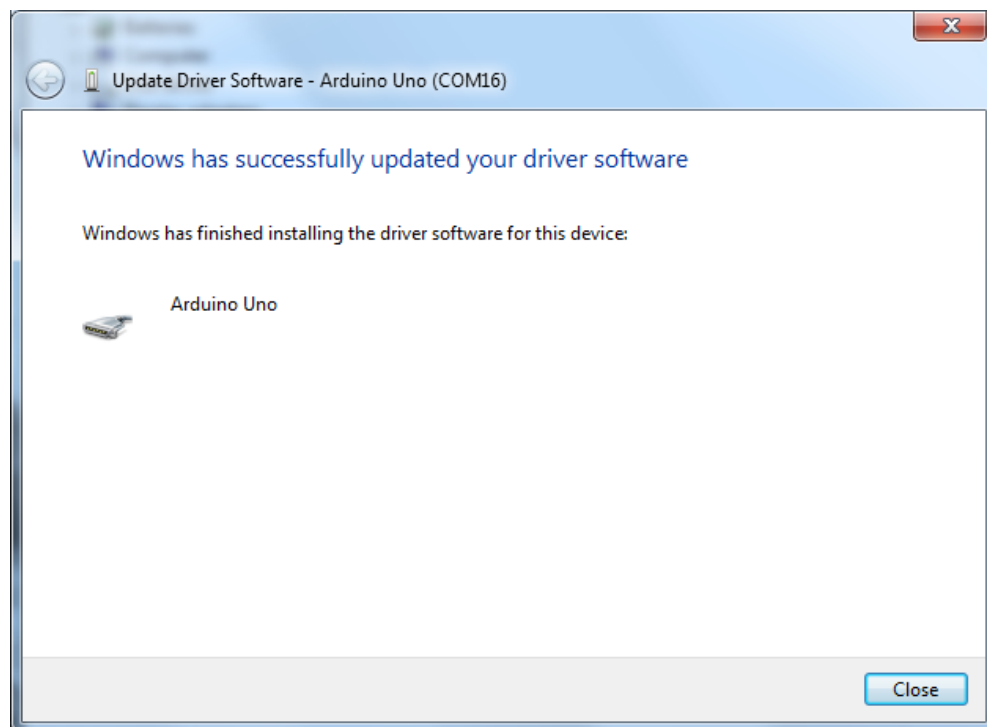 Update Driver Software - Arduino Uno (COM16)
Windows has successfully updated your driver software
Windows has finished installing the driver software for this device:
Arduino Uno
Close